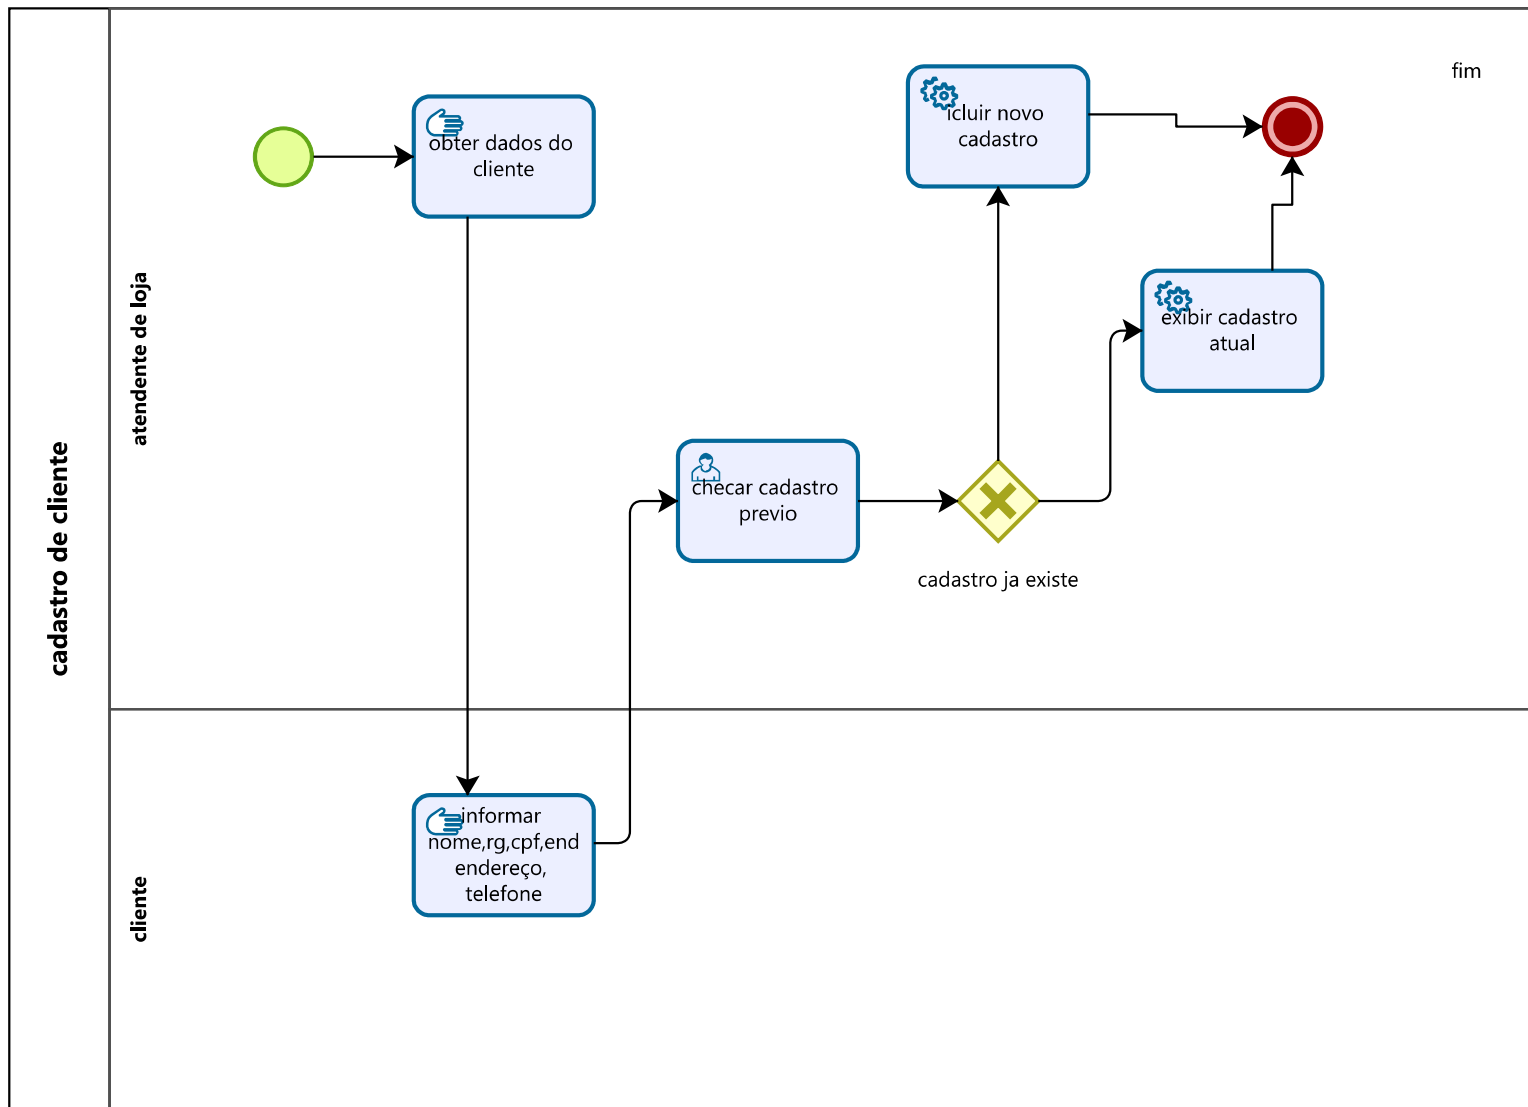 cadastro de cliente
atendente de loja
obter dados do
cliente
icluir novo
cadastro
fim
exibir cadastro
atual
checar cadastro
previo
cadastro ja existe
cliente
informar
nome,rg,cpf,end
endereço,
telefone